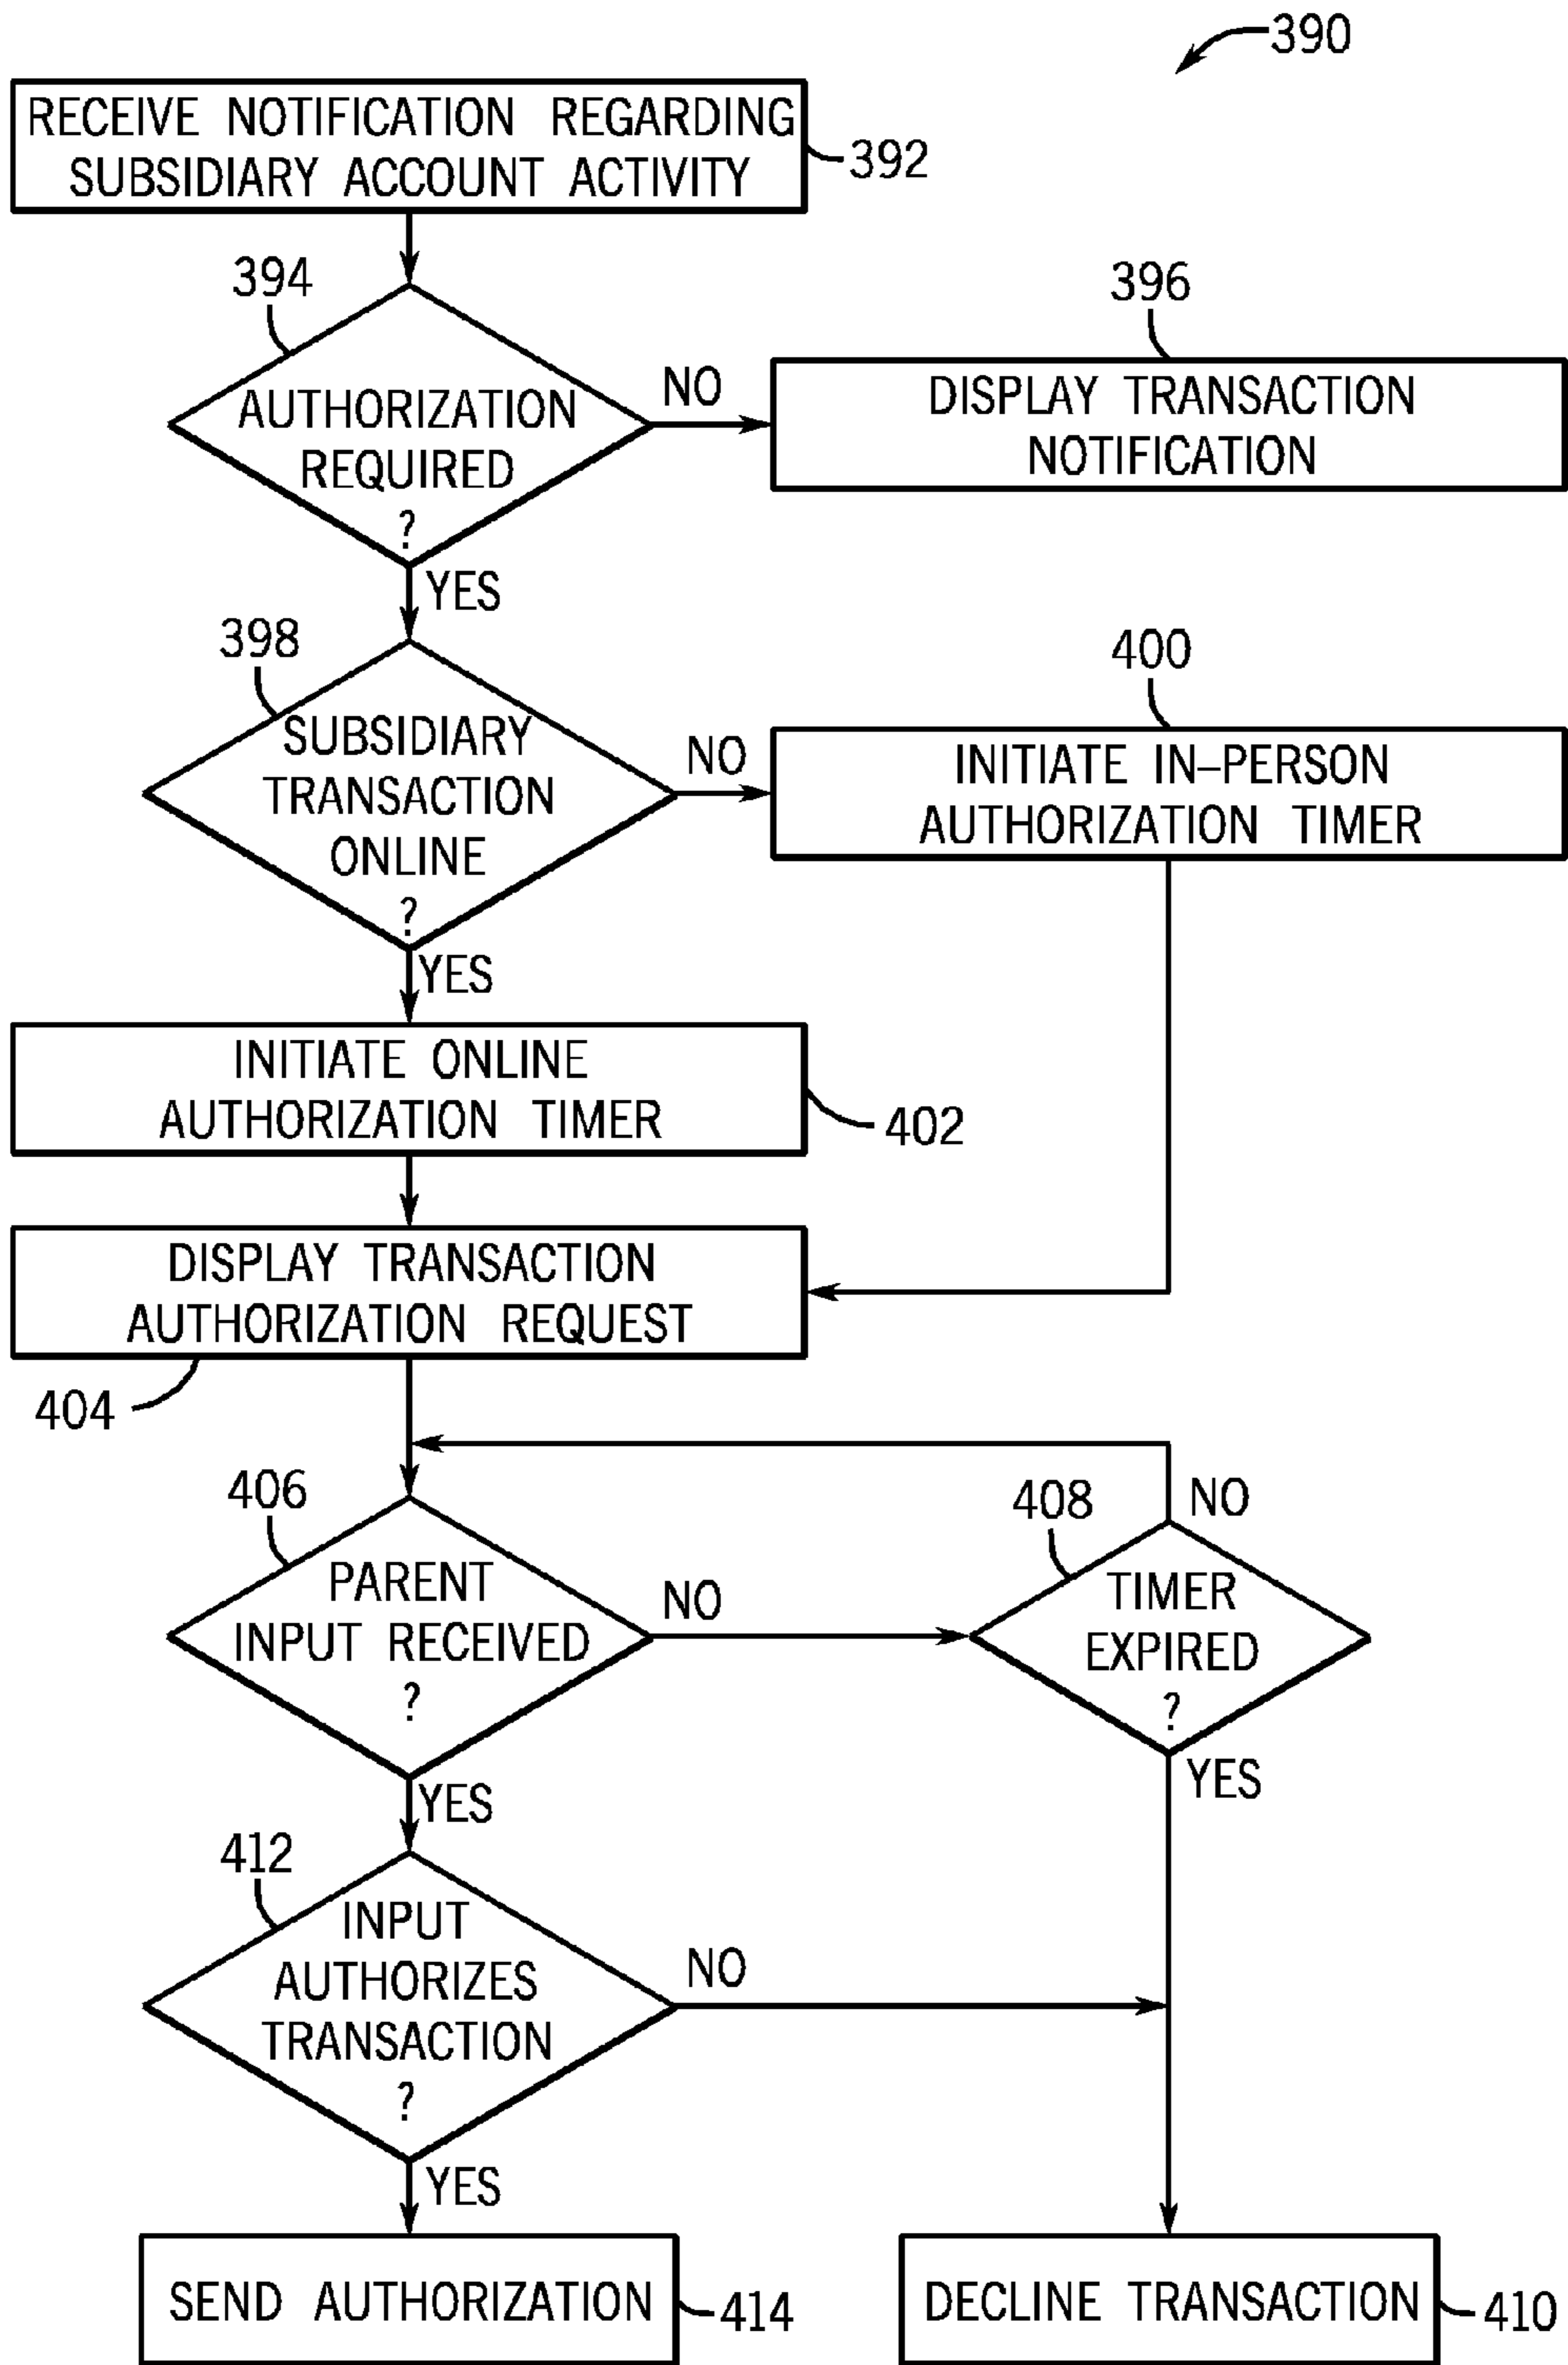 390
RECEIVE NOTIFICATION REGARDING
SUBSIDIARY ACCOUNT ACTIVITY
392
394
AUTHORIZATION
REQUIRED
?
NO
YES
396
DISPLAY TRANSACTION
NOTIFICATION
398
SUBSIDIARY
TRANSACTION
ONLINE
?
NO
YES
400
INITIATE IN–PERSON
AUTHORIZATION TIMER
INITIATE ONLINE
AUTHORIZATION TIMER
402
DISPLAY TRANSACTION
AUTHORIZATION REQUEST
404
406
PARENT
INPUT RECEIVED
?
NO
YES
408
NO
TIMER
EXPIRED
?
YES
412
INPUT
AUTHORIZES
TRANSACTION
?
NO
YES
SEND AUTHORIZATION
414
DECLINE TRANSACTION
410